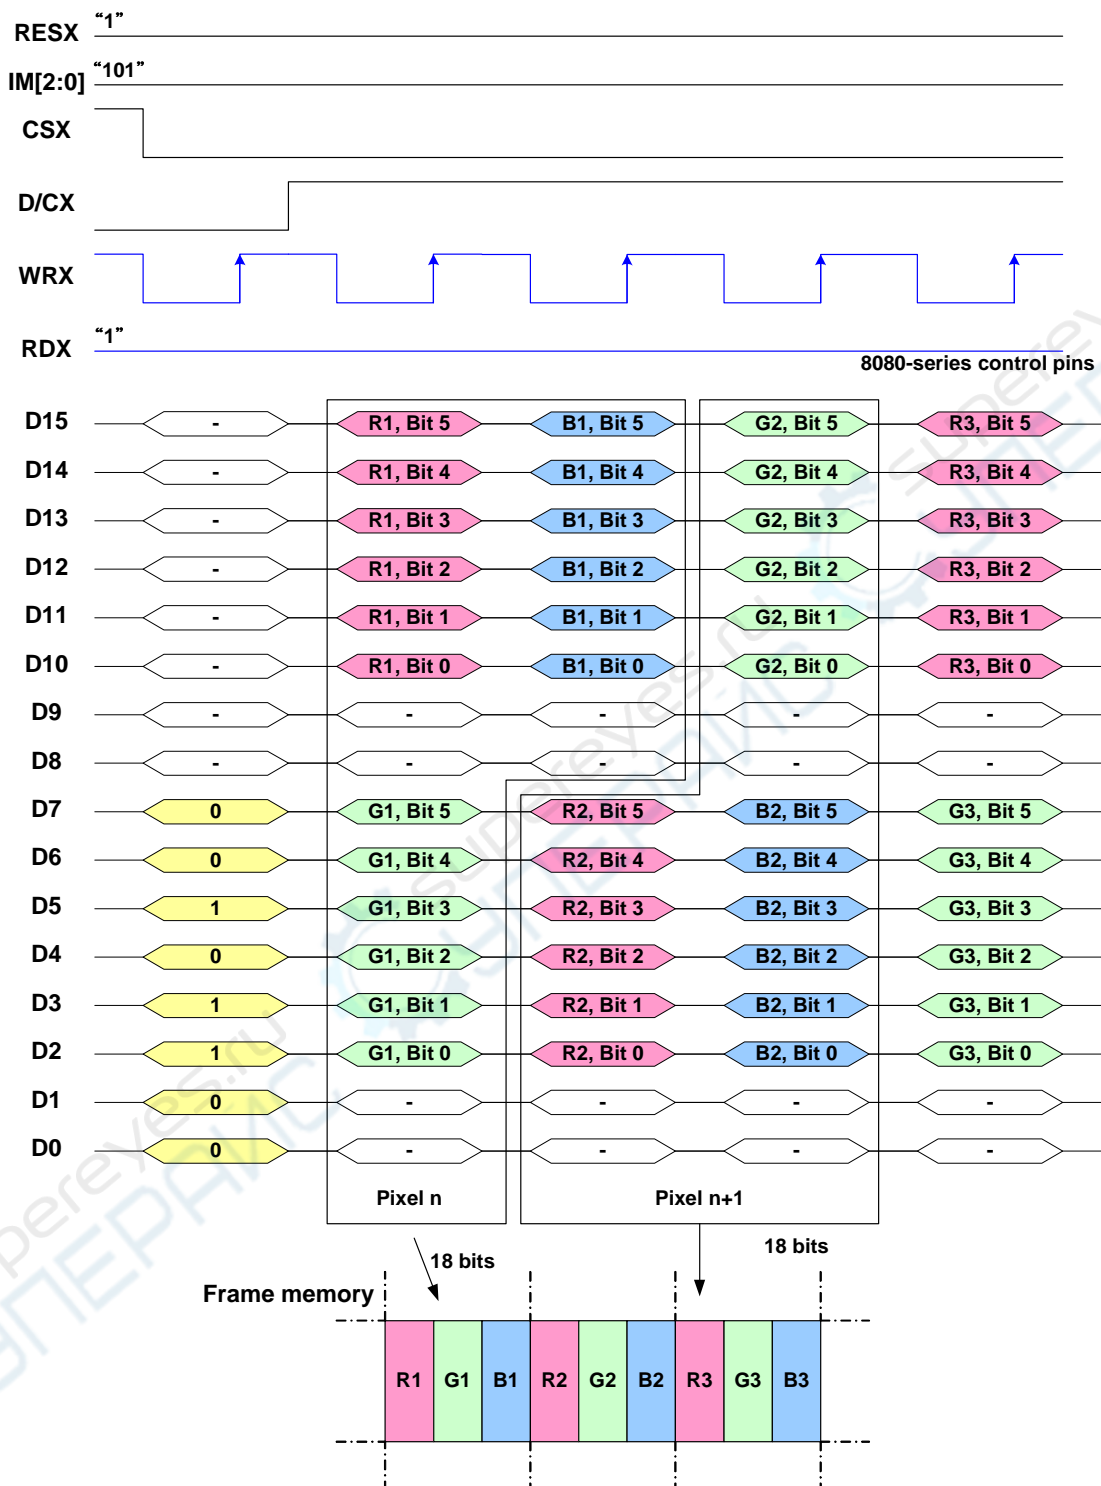 RESX “1”
IM[2:0] “101”
CSX
D/CX
WRX
RDX “1”
8080-series control pins
D15 - R1, Bit 5 B1, Bit 5 G2, Bit 5 R3, Bit 5
D14 - R1, Bit 4 B1, Bit 4 G2, Bit 4 R3, Bit 4
D13 - R1, Bit 3 B1, Bit 3 G2, Bit 3 R3, Bit 3
D12 - R1, Bit 2 B1, Bit 2 G2, Bit 2 R3, Bit 2
D11 - R1, Bit 1 B1, Bit 1 G2, Bit 1 R3, Bit 1
D10 - R1, Bit 0 B1, Bit 0 G2, Bit 0 R3, Bit 0
D9 - - - - -
D8 - - - - -
D7 0 G1, Bit 5 R2, Bit 5 B2, Bit 5 G3, Bit 5
D6 0 G1, Bit 4 R2, Bit 4 B2, Bit 4 G3, Bit 4
D5 1 G1, Bit 3 R2, Bit 3 B2, Bit 3 G3, Bit 3
D4 0 G1, Bit 2 R2, Bit 2 B2, Bit 2 G3, Bit 2
D3 1 G1, Bit 1 R2, Bit 1 B2, Bit 1 G3, Bit 1
D2 1 G1, Bit 0 R2, Bit 0 B2, Bit 0 G3, Bit 0
D1 0 - - - -
D0 0 - - - -
Pixel n Pixel n+1
18 bits 18 bits
Frame memory
R1 G1 B1 R2 G2 B2 R3 G3 B3
supereyes.ru
СУПЕРАЙС